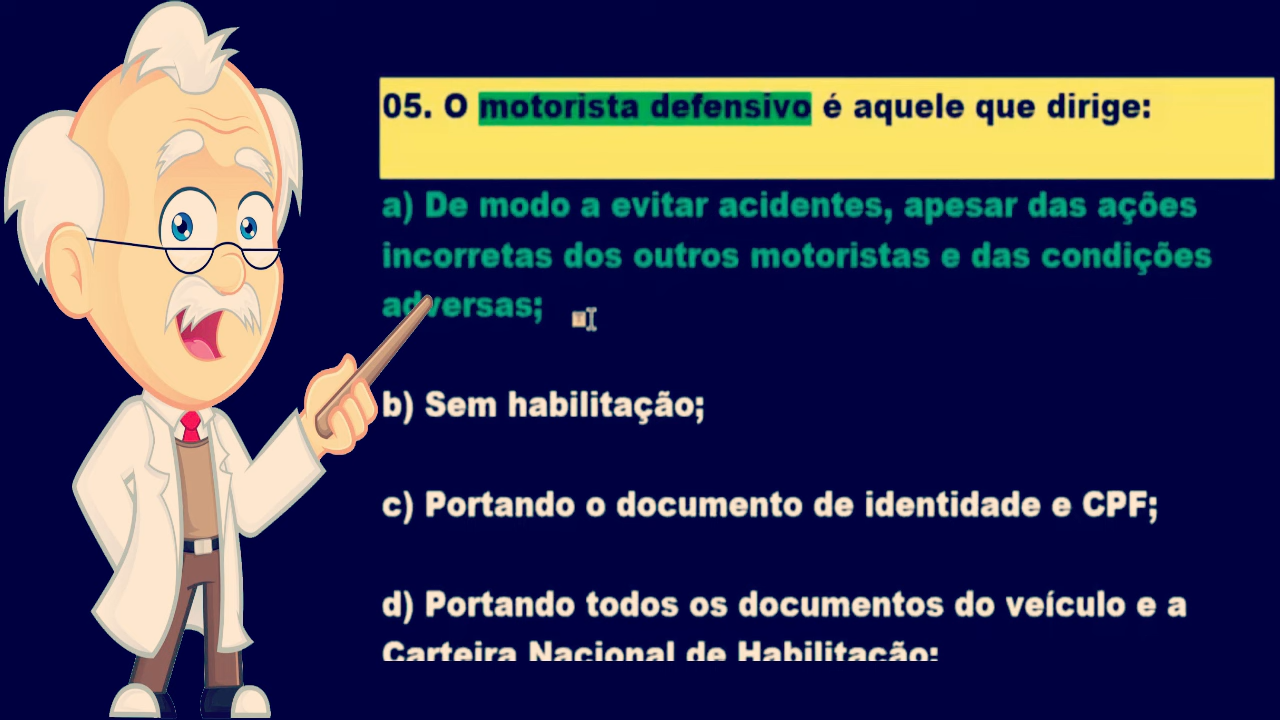 05. O motorista defensivo é aquele que dirige:
a) De modo a evitar acidentes, apesar das ações
incorretas dos outros motoristas e das condições
adversas;
b) Sem habilitação;
c) Portando o documento de identidade e CPF;
d) Portando todos os documentos do veículo e a
Carteira Nacional de Habilitação;